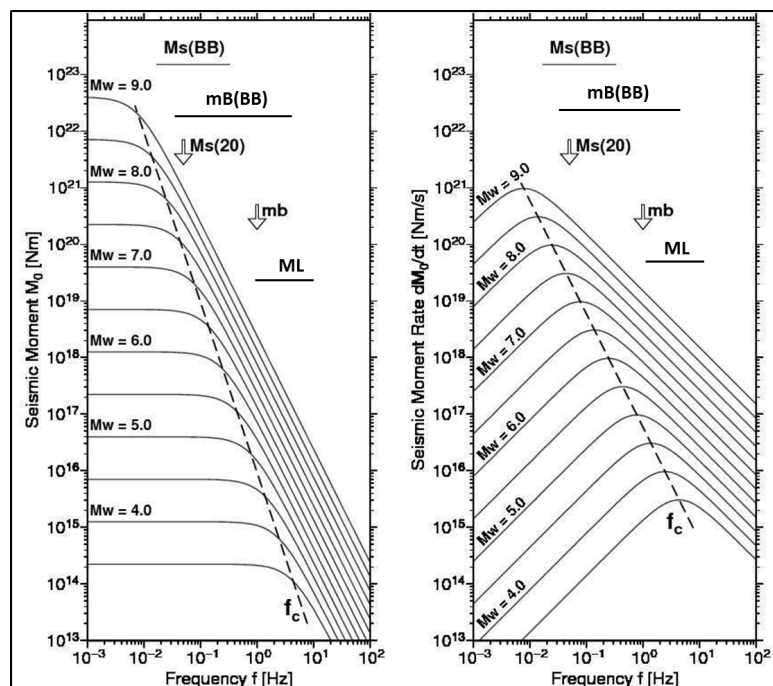 Ms(BB)
mB(BB)
Ms(20)
mb
ML
Mw = 9.0
Mw = 8.0
Mw = 7.0
Mw = 6.0
Mw = 5.0
Mw = 4.0
fc
Seismic Moment M0 [Nm]
10^23
10^22
10^21
10^20
10^19
10^18
10^17
10^16
10^15
10^14
10^13
10^−3 10^−2 10^−1 10^0 10^1 10^2
Frequency f [Hz]
Ms(BB)
mB(BB)
Ms(20)
mb
ML
Mw = 9.0
Mw = 8.0
Mw = 7.0
Mw = 6.0
Mw = 5.0
Mw = 4.0
fc
Seismic Moment Rate dM0/dt [Nm/s]
10^23
10^22
10^21
10^20
10^19
10^18
10^17
10^16
10^15
10^14
10^13
10^−3 10^−2 10^−1 10^0 10^1 10^2
Frequency f [Hz]